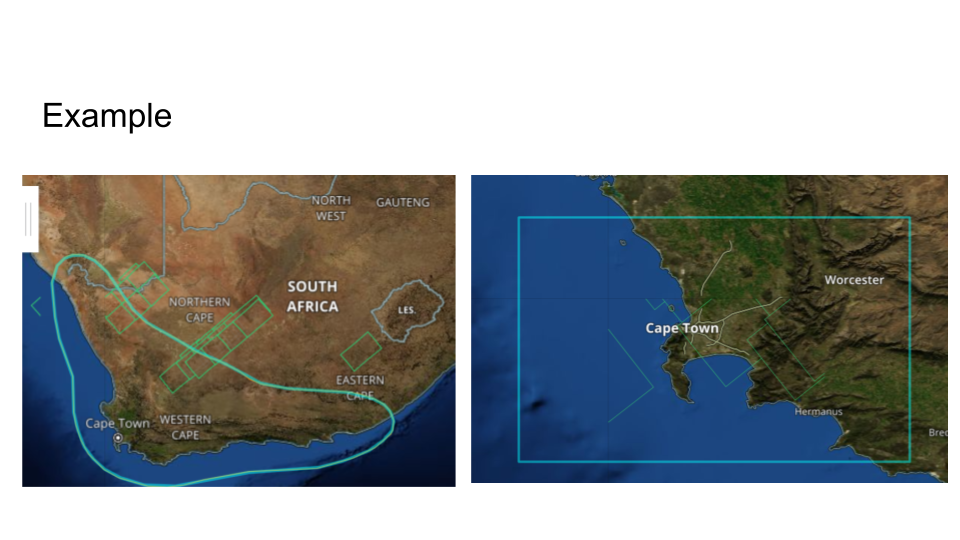 Example
NORTH
WEST
GAUTENG
SOUTH
AFRICA
NORTHERN
CAPE
LES.
EASTERN
CAPE
Cape Town
WESTERN
CAPE
Worcester
Cape Town
Hermanus
Bred